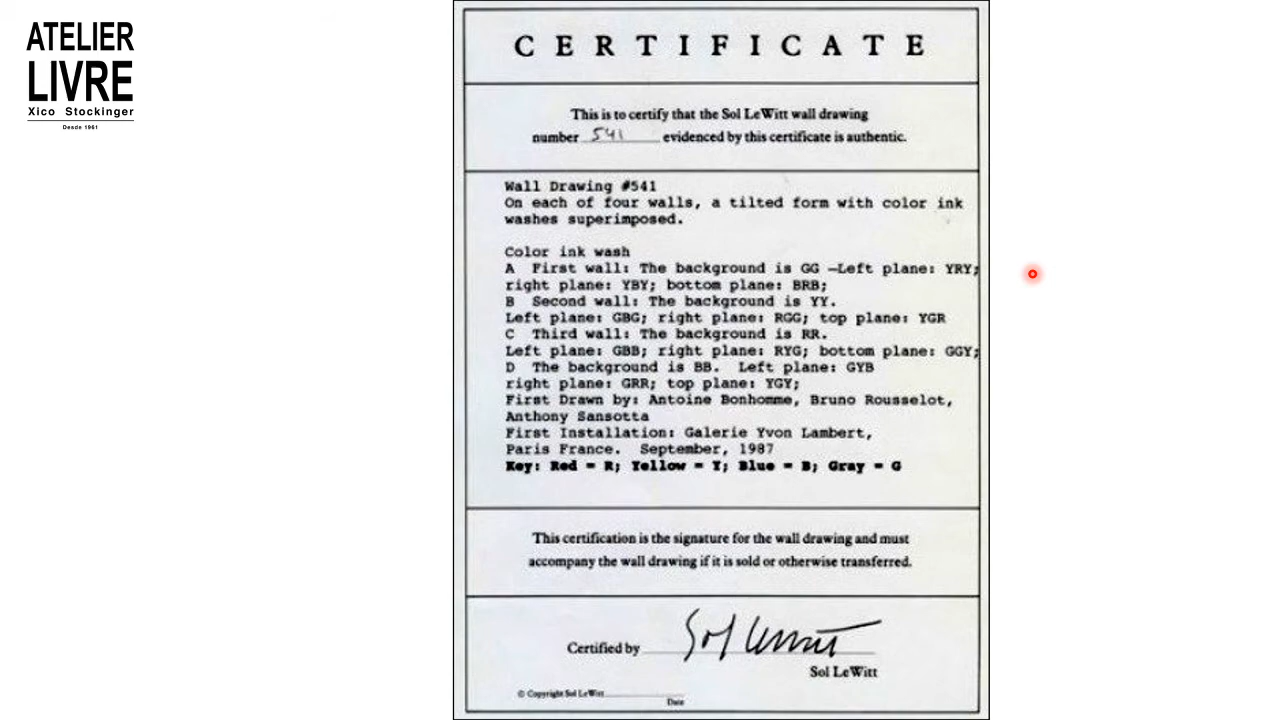 ATELIER
LIVRE
Xico Stockinger
Desde 1961
CERTIFICATE
This is to certify that the Sol LeWitt wall drawing
number 541 evidenced by this certificate is authentic.
Wall Drawing #541
On each of four walls, a tilted form with color ink
washes superimposed.
Color ink wash
A First wall: The background is GG —Left plane: YRY;
right plane: YBY; bottom plane: BRB;
B Second wall: The background is YY.
Left plane: GBG; right plane: RGG; top plane: YGR
C Third wall: The background is RR.
Left plane: GBB; right plane: RYG; bottom plane: GGY;
D The background is BB. Left plane: GYB
right plane: GRR; top plane: YGY;
First Drawn by: Antoine Bonhomme, Bruno Rousselot,
Anthony Sansotta
First Installation: Galerie Yvon Lambert,
Paris France. September, 1987
Key: Red = R; Yellow = Y; Blue = B; Gray = G
This certification is the signature for the wall drawing and must
accompany the wall drawing if it is sold or otherwise transferred.
Certified by Sol LeWitt
Sol LeWitt
© Copyright Sol LeWitt
Date